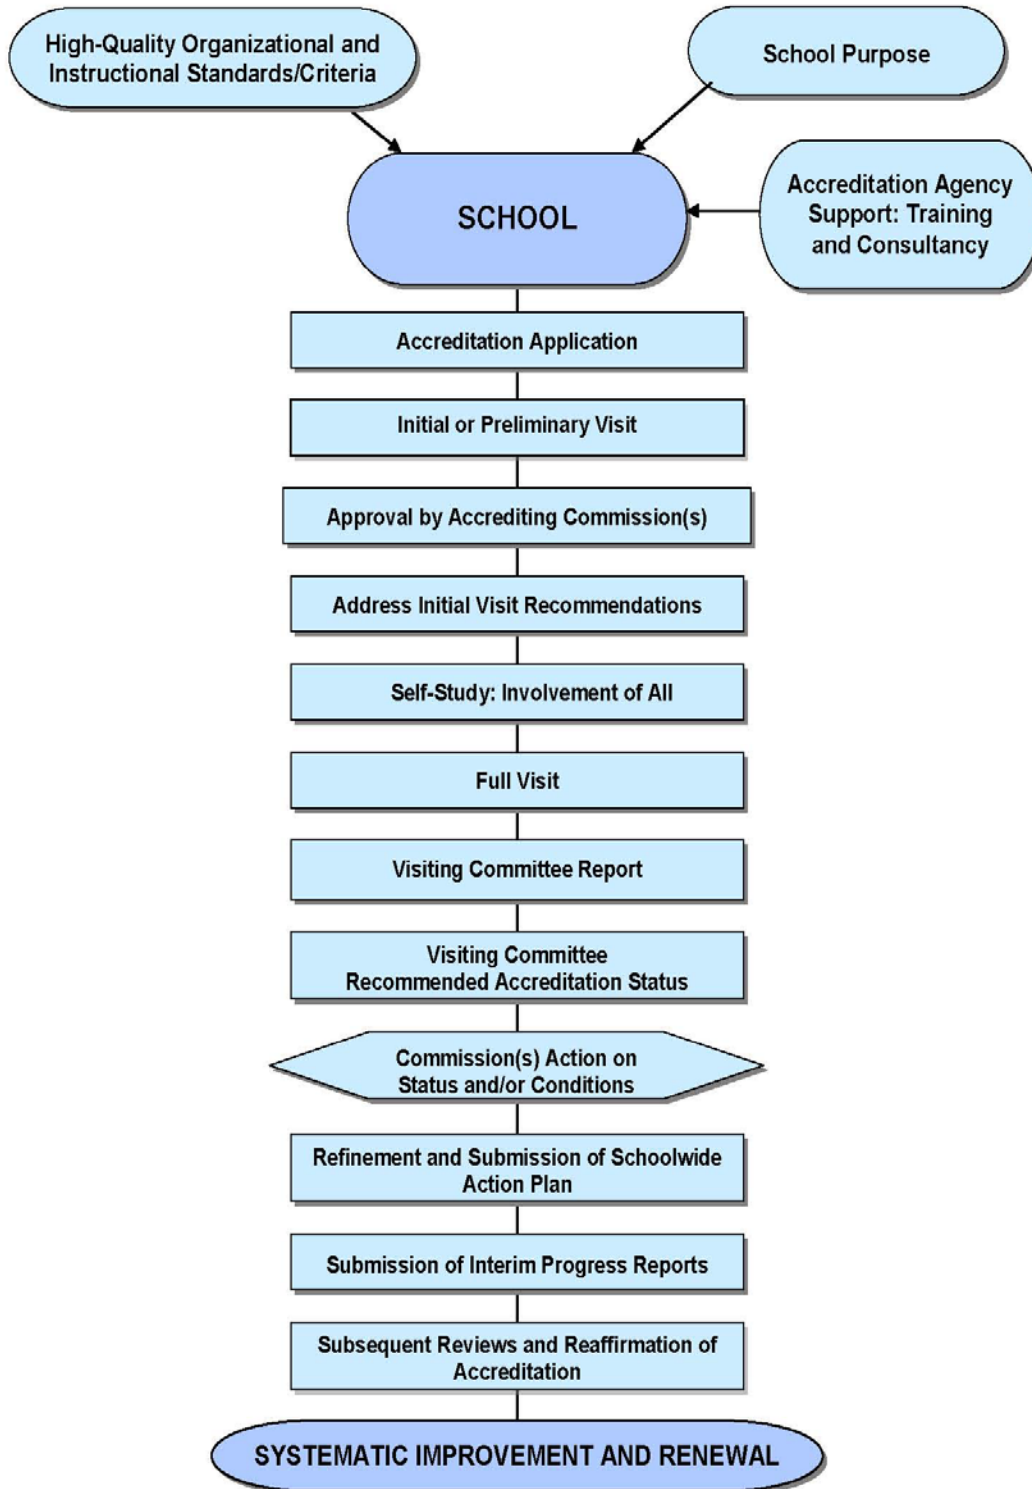 High-Quality Organizational and
Instructional Standards/Criteria
School Purpose
SCHOOL
Accreditation Agency
Support: Training
and Consultancy
Accreditation Application
Initial or Preliminary Visit
Approval by Accrediting Commission(s)
Address Initial Visit Recommendations
Self-Study: Involvement of All
Full Visit
Visiting Committee Report
Visiting Committee
Recommended Accreditation Status
Commission(s) Action on
Status and/or Conditions
Refinement and Submission of Schoolwide
Action Plan
Submission of Interim Progress Reports
Subsequent Reviews and Reaffirmation of
Accreditation
SYSTEMATIC IMPROVEMENT AND RENEWAL